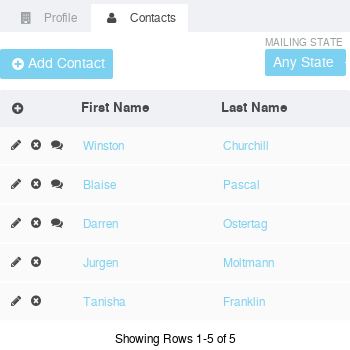 Profile Contacts
MAILING STATE
Add Contact Any State
First Name Last Name
Winston Churchill
Blaise Pascal
Darren Ostertag
Jurgen Moltmann
Tanisha Franklin
Showing Rows 1-5 of 5